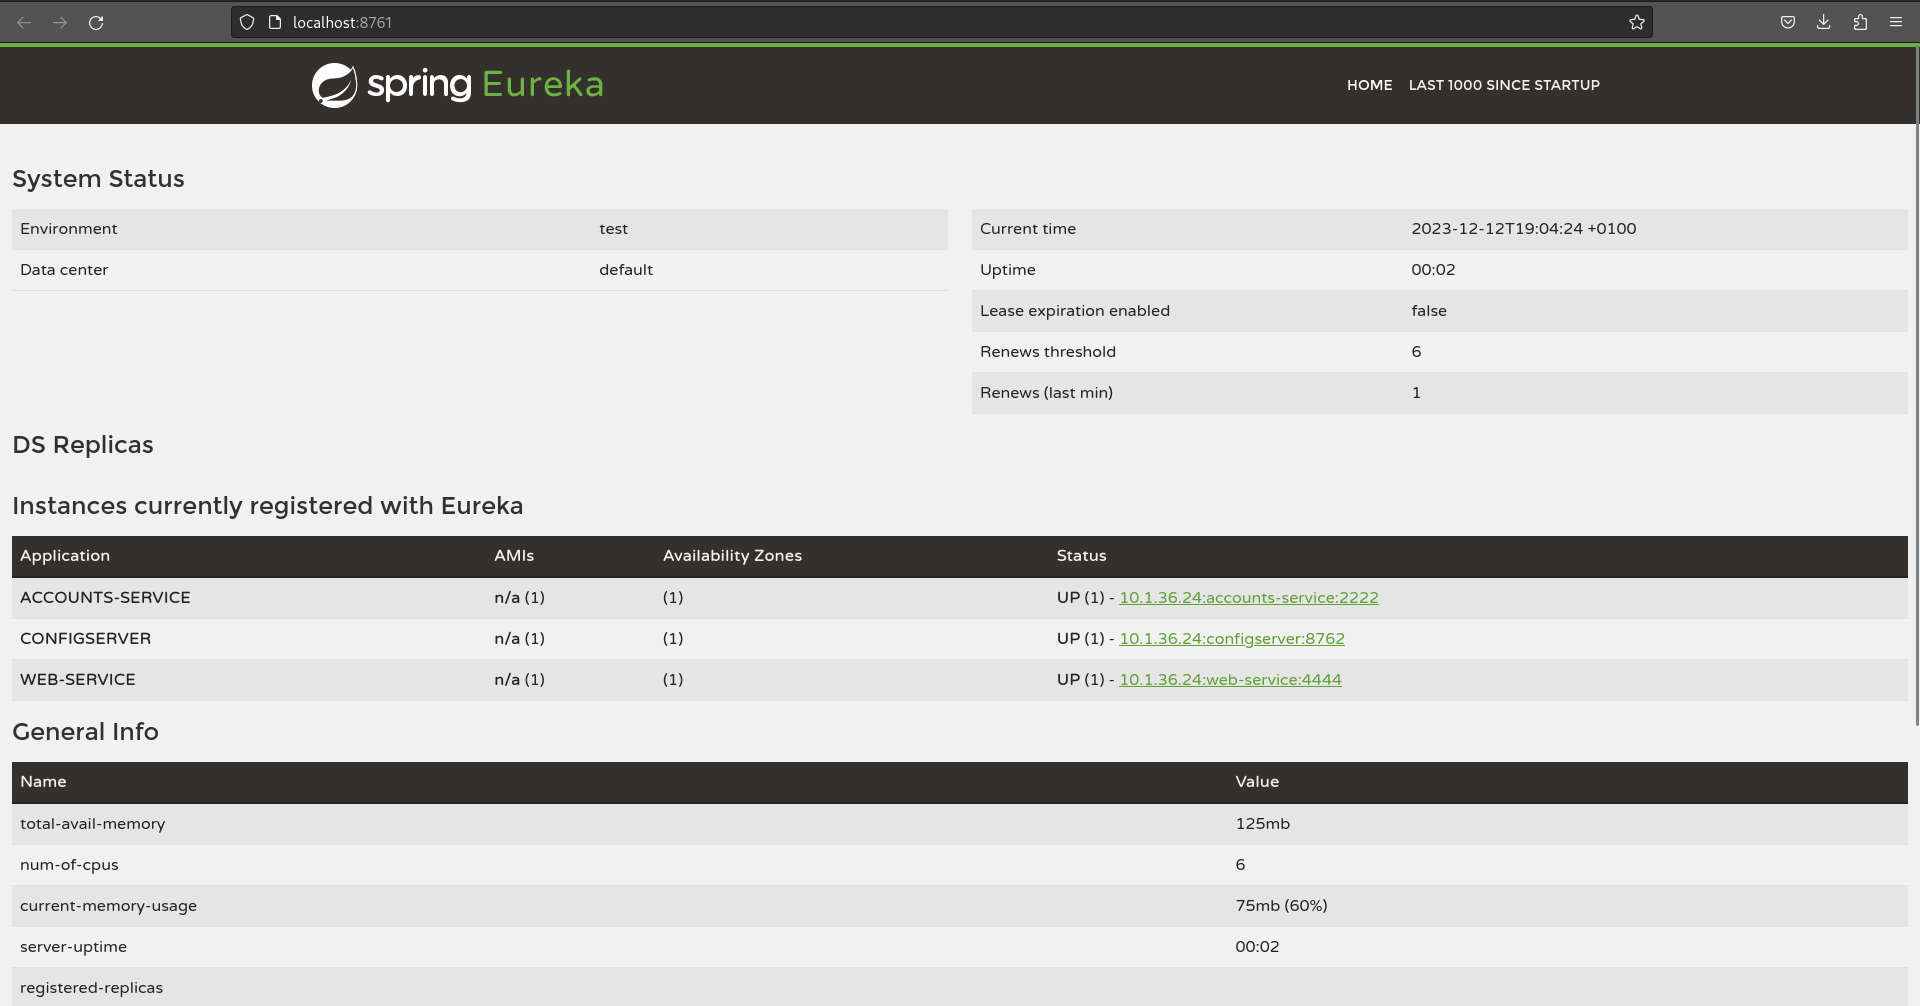 localhost:8761
spring Eureka
HOME LAST 1000 SINCE STARTUP
System Status
Environment test
Data center default
Current time 2023-12-12T19:04:24 +0100
Uptime 00:02
Lease expiration enabled false
Renews threshold 6
Renews (last min) 1
DS Replicas
Instances currently registered with Eureka
Application AMIs Availability Zones Status
ACCOUNTS-SERVICE n/a (1) (1) UP (1) - 10.1.36.24:accounts-service:2222
CONFIGSERVER n/a (1) (1) UP (1) - 10.1.36.24:configserver:8762
WEB-SERVICE n/a (1) (1) UP (1) - 10.1.36.24:web-service:4444
General Info
Name Value
total-avail-memory 125mb
num-of-cpus 6
current-memory-usage 75mb (60%)
server-uptime 00:02
registered-replicas